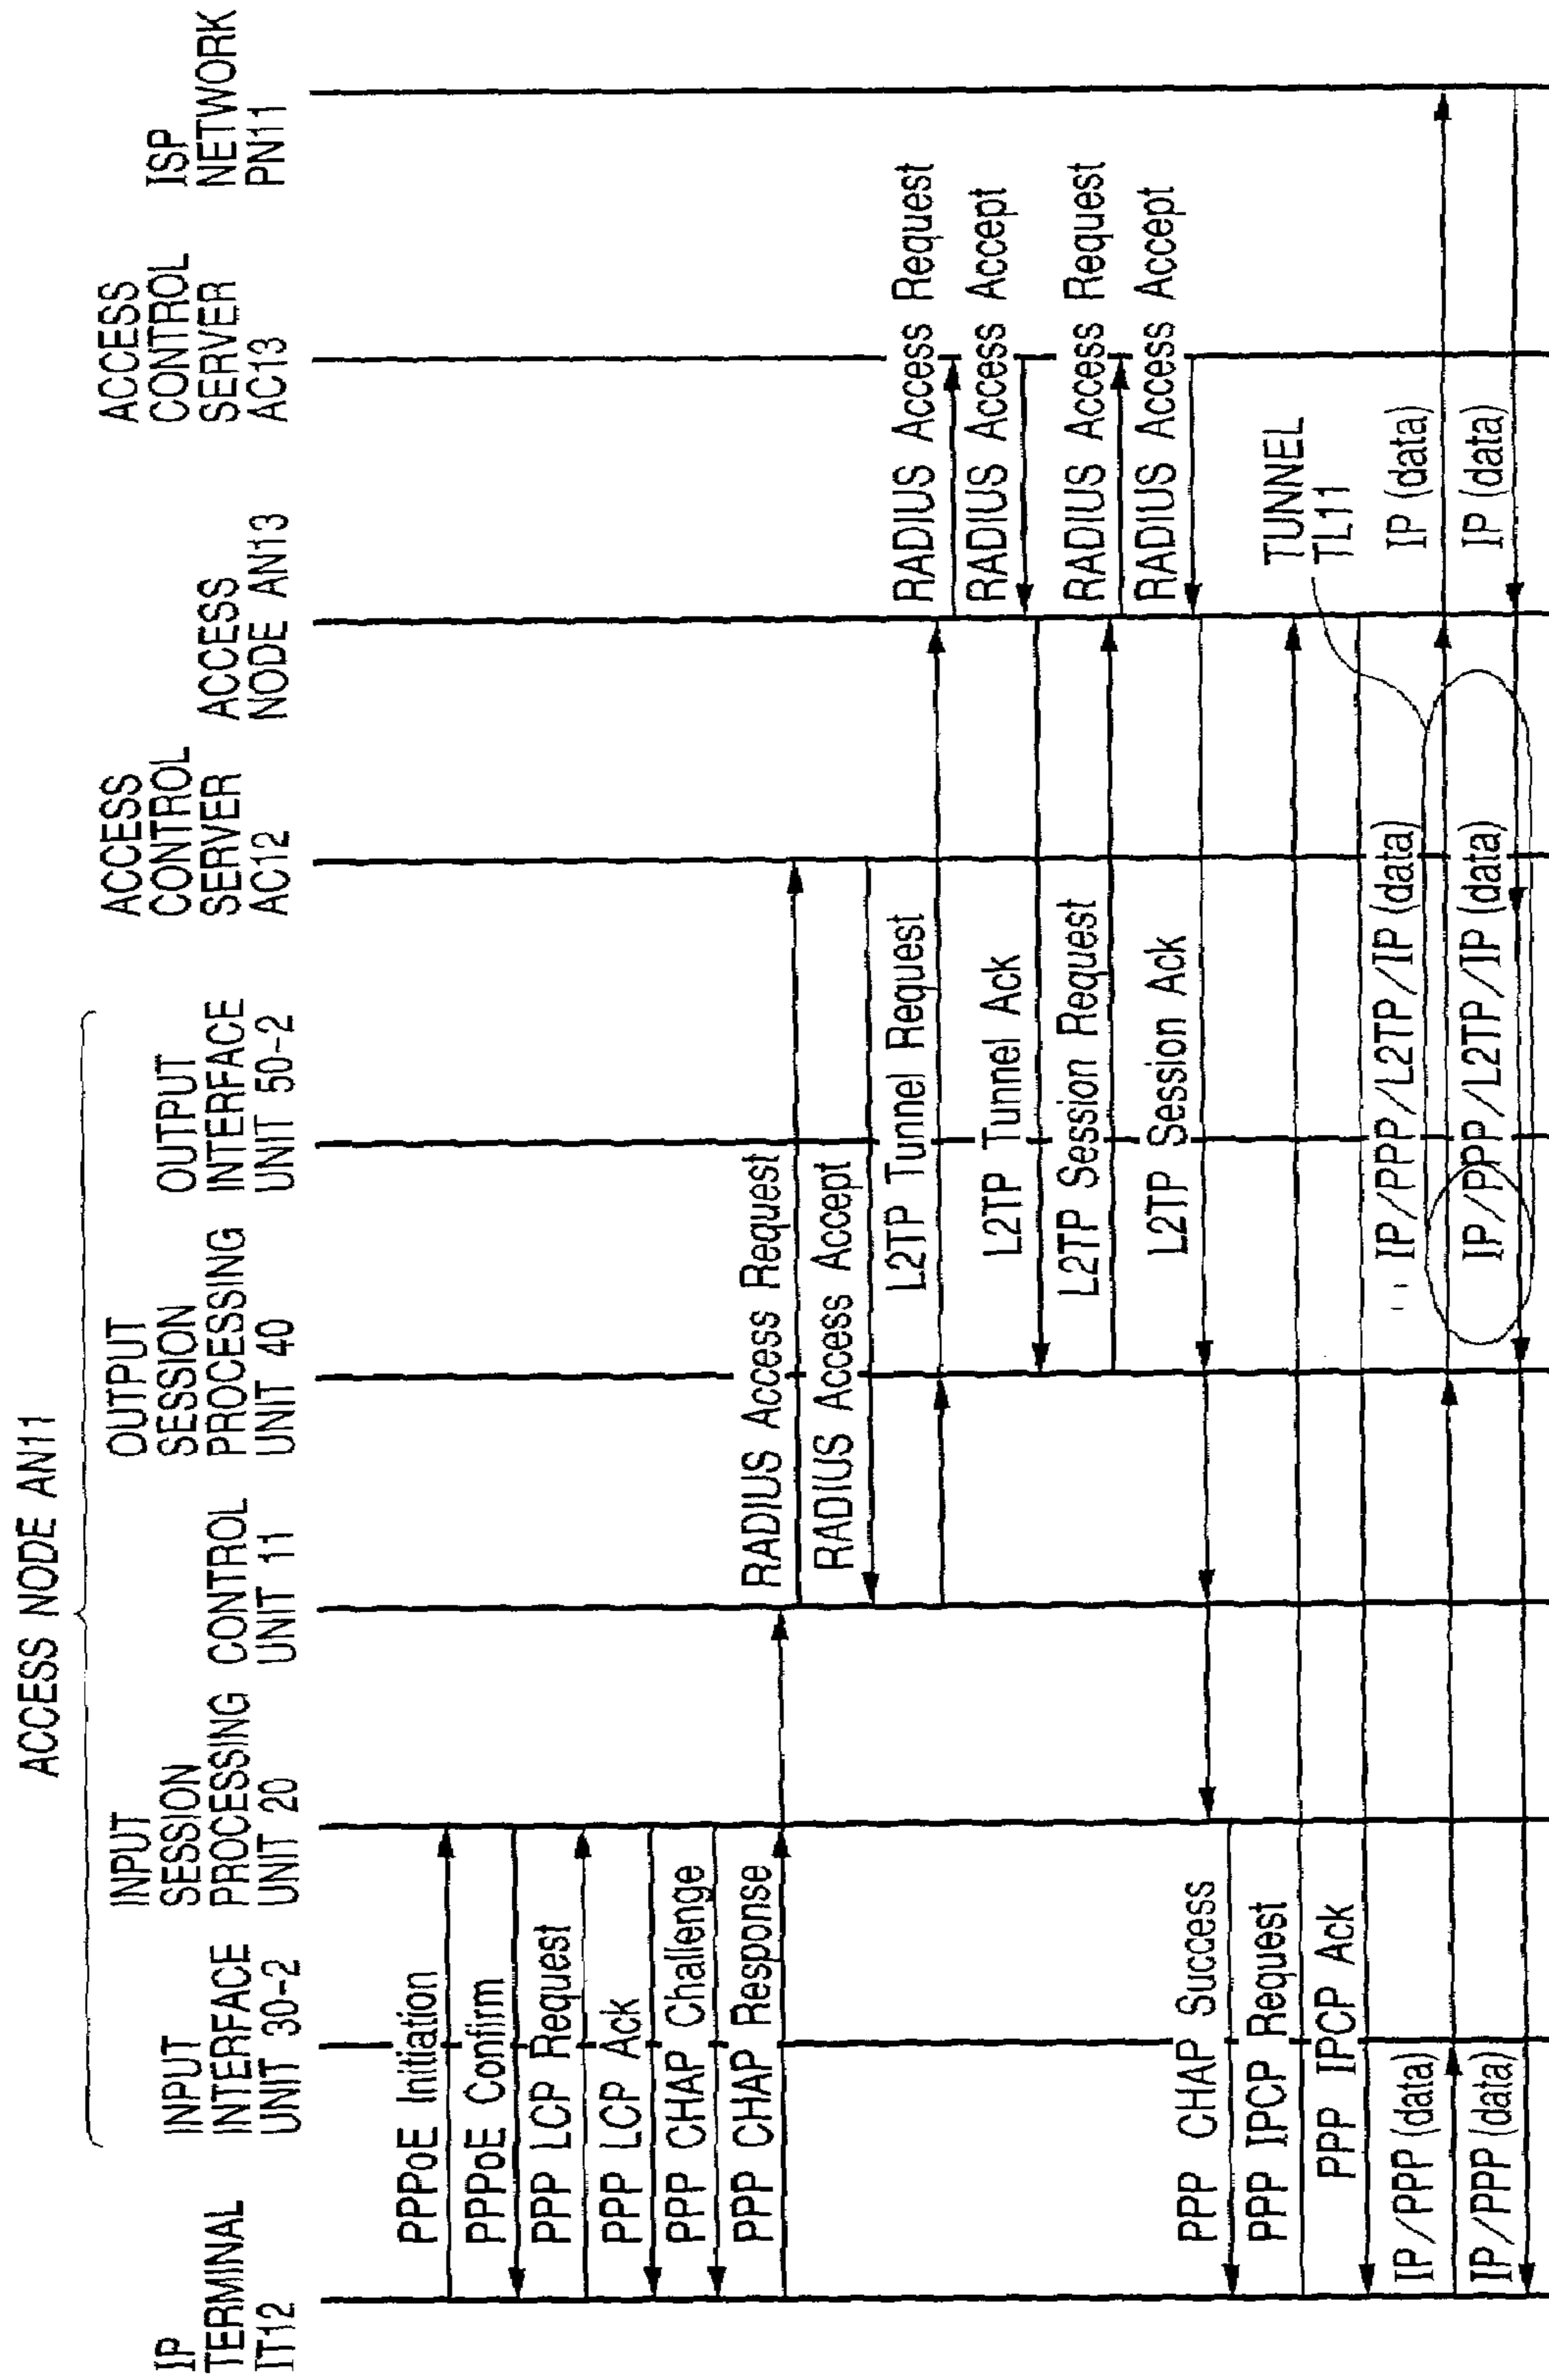 ACCESS NODE AN11
IP
TERMINAL
IT12
INPUT
INTERFACE
UNIT 30-2
INPUT
SESSION
PROCESSING
UNIT 20
CONTROL
UNIT 11
OUTPUT
SESSION
PROCESSING
UNIT 40
OUTPUT
INTERFACE
UNIT 50-2
ACCESS
CONTROL
SERVER
AC12
ACCESS
NODE AN13
ACCESS
CONTROL
SERVER
AC13
ISP
NETWORK
PN11
PPPoE Initiation
PPPoE Confirm
PPP LCP Request
PPP LCP Ack
PPP CHAP Challenge
PPP CHAP Response
RADIUS Access Request
RADIUS Access Accept
L2TP Tunnel Request
RADIUS Access Request
RADIUS Access Accept
L2TP Tunnel Ack
L2TP Session Request
RADIUS Access Request
RADIUS Access Accept
L2TP Session Ack
PPP CHAP Success
PPP IPCP Request
PPP IPCP Ack
TUNNEL
TL11
IP/PPP (data)
IP/PPP/L2TP/IP (data)
IP (data)
IP/PPP (data)
IP/PPP/L2TP/IP (data)
IP (data)